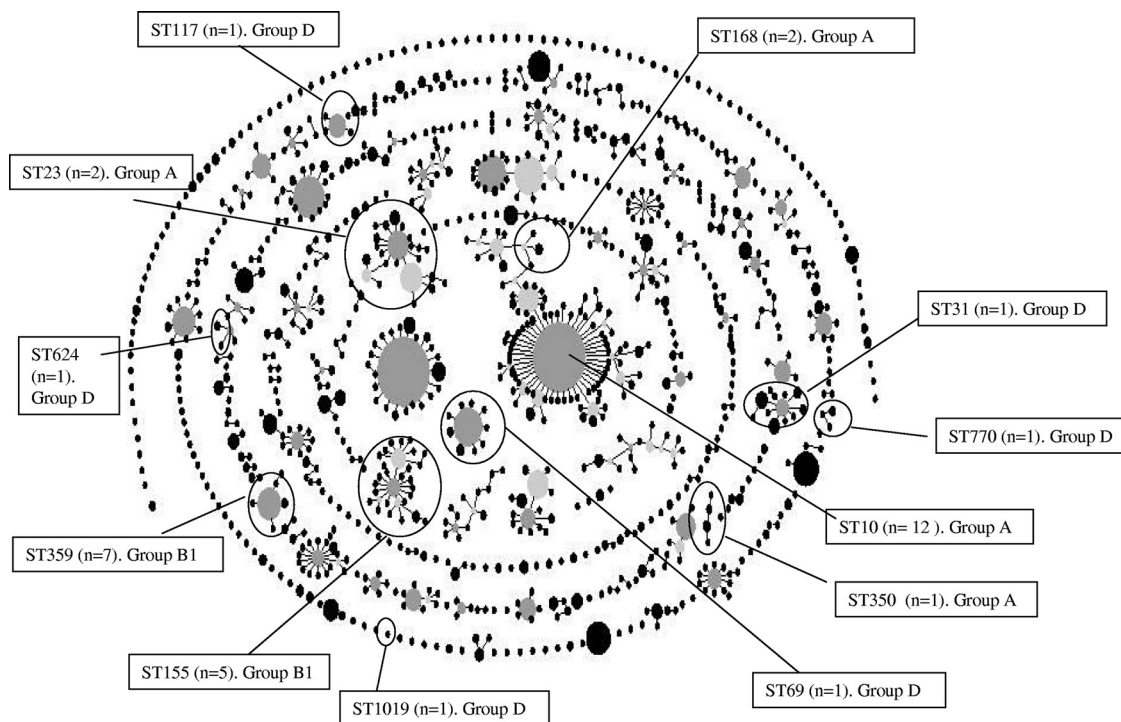 ST117 (n=1). Group D
ST168 (n=2). Group A
ST23 (n=2). Group A
ST31 (n=1). Group D
ST624
(n=1).
Group D
ST770 (n=1). Group D
ST10 (n= 12 ). Group A
ST359 (n=7). Group B1
ST350 (n=1). Group A
ST155 (n=5). Group B1
ST69 (n=1). Group D
ST1019 (n=1). Group D